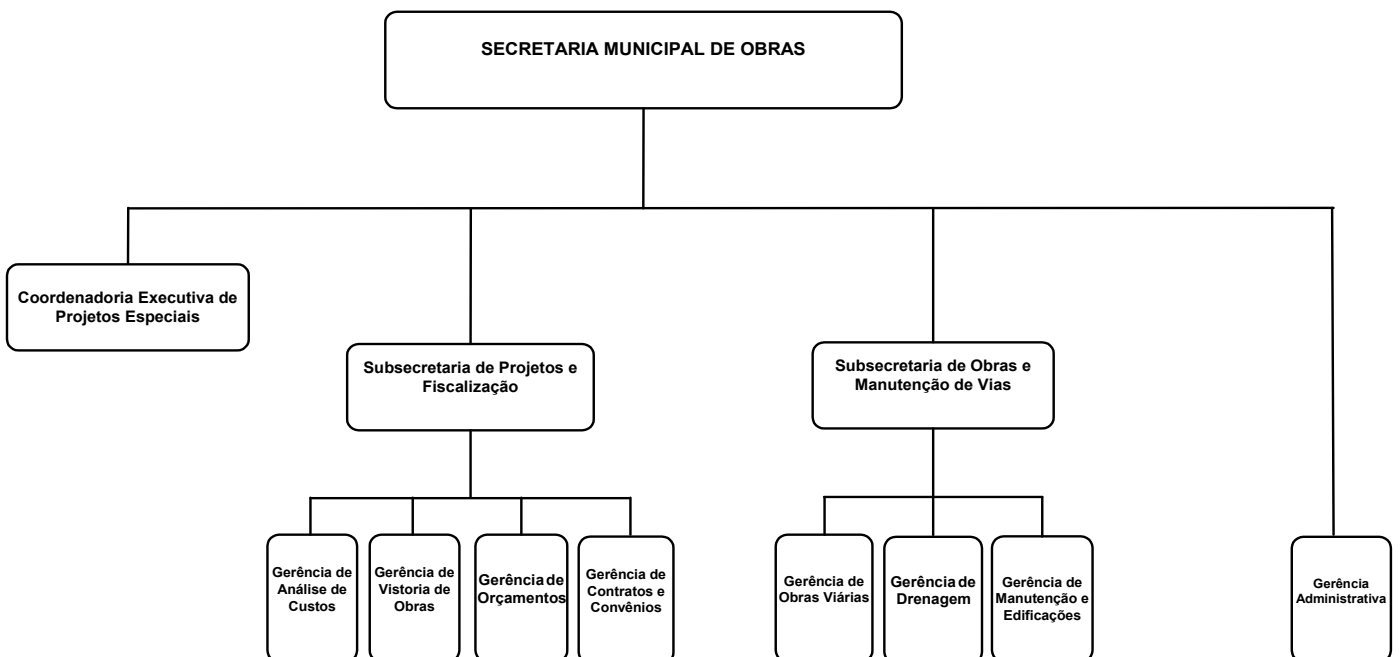 SECRETARIA MUNICIPAL DE OBRAS
Coordenadoria Executiva de
Projetos Especiais
Subsecretaria de Projetos e
Fiscalização
Subsecretaria de Obras e
Manutenção de Vias
Gerência de
Análise de
Custos
Gerência de
Vistoria de
Obras
Gerência de
Orçamentos
Gerência de
Contratos e
Convênios
Gerência de
Obras Viárias
Gerência de
Drenagem
Gerência de
Manutenção e
Edificações
Gerência
Administrativa